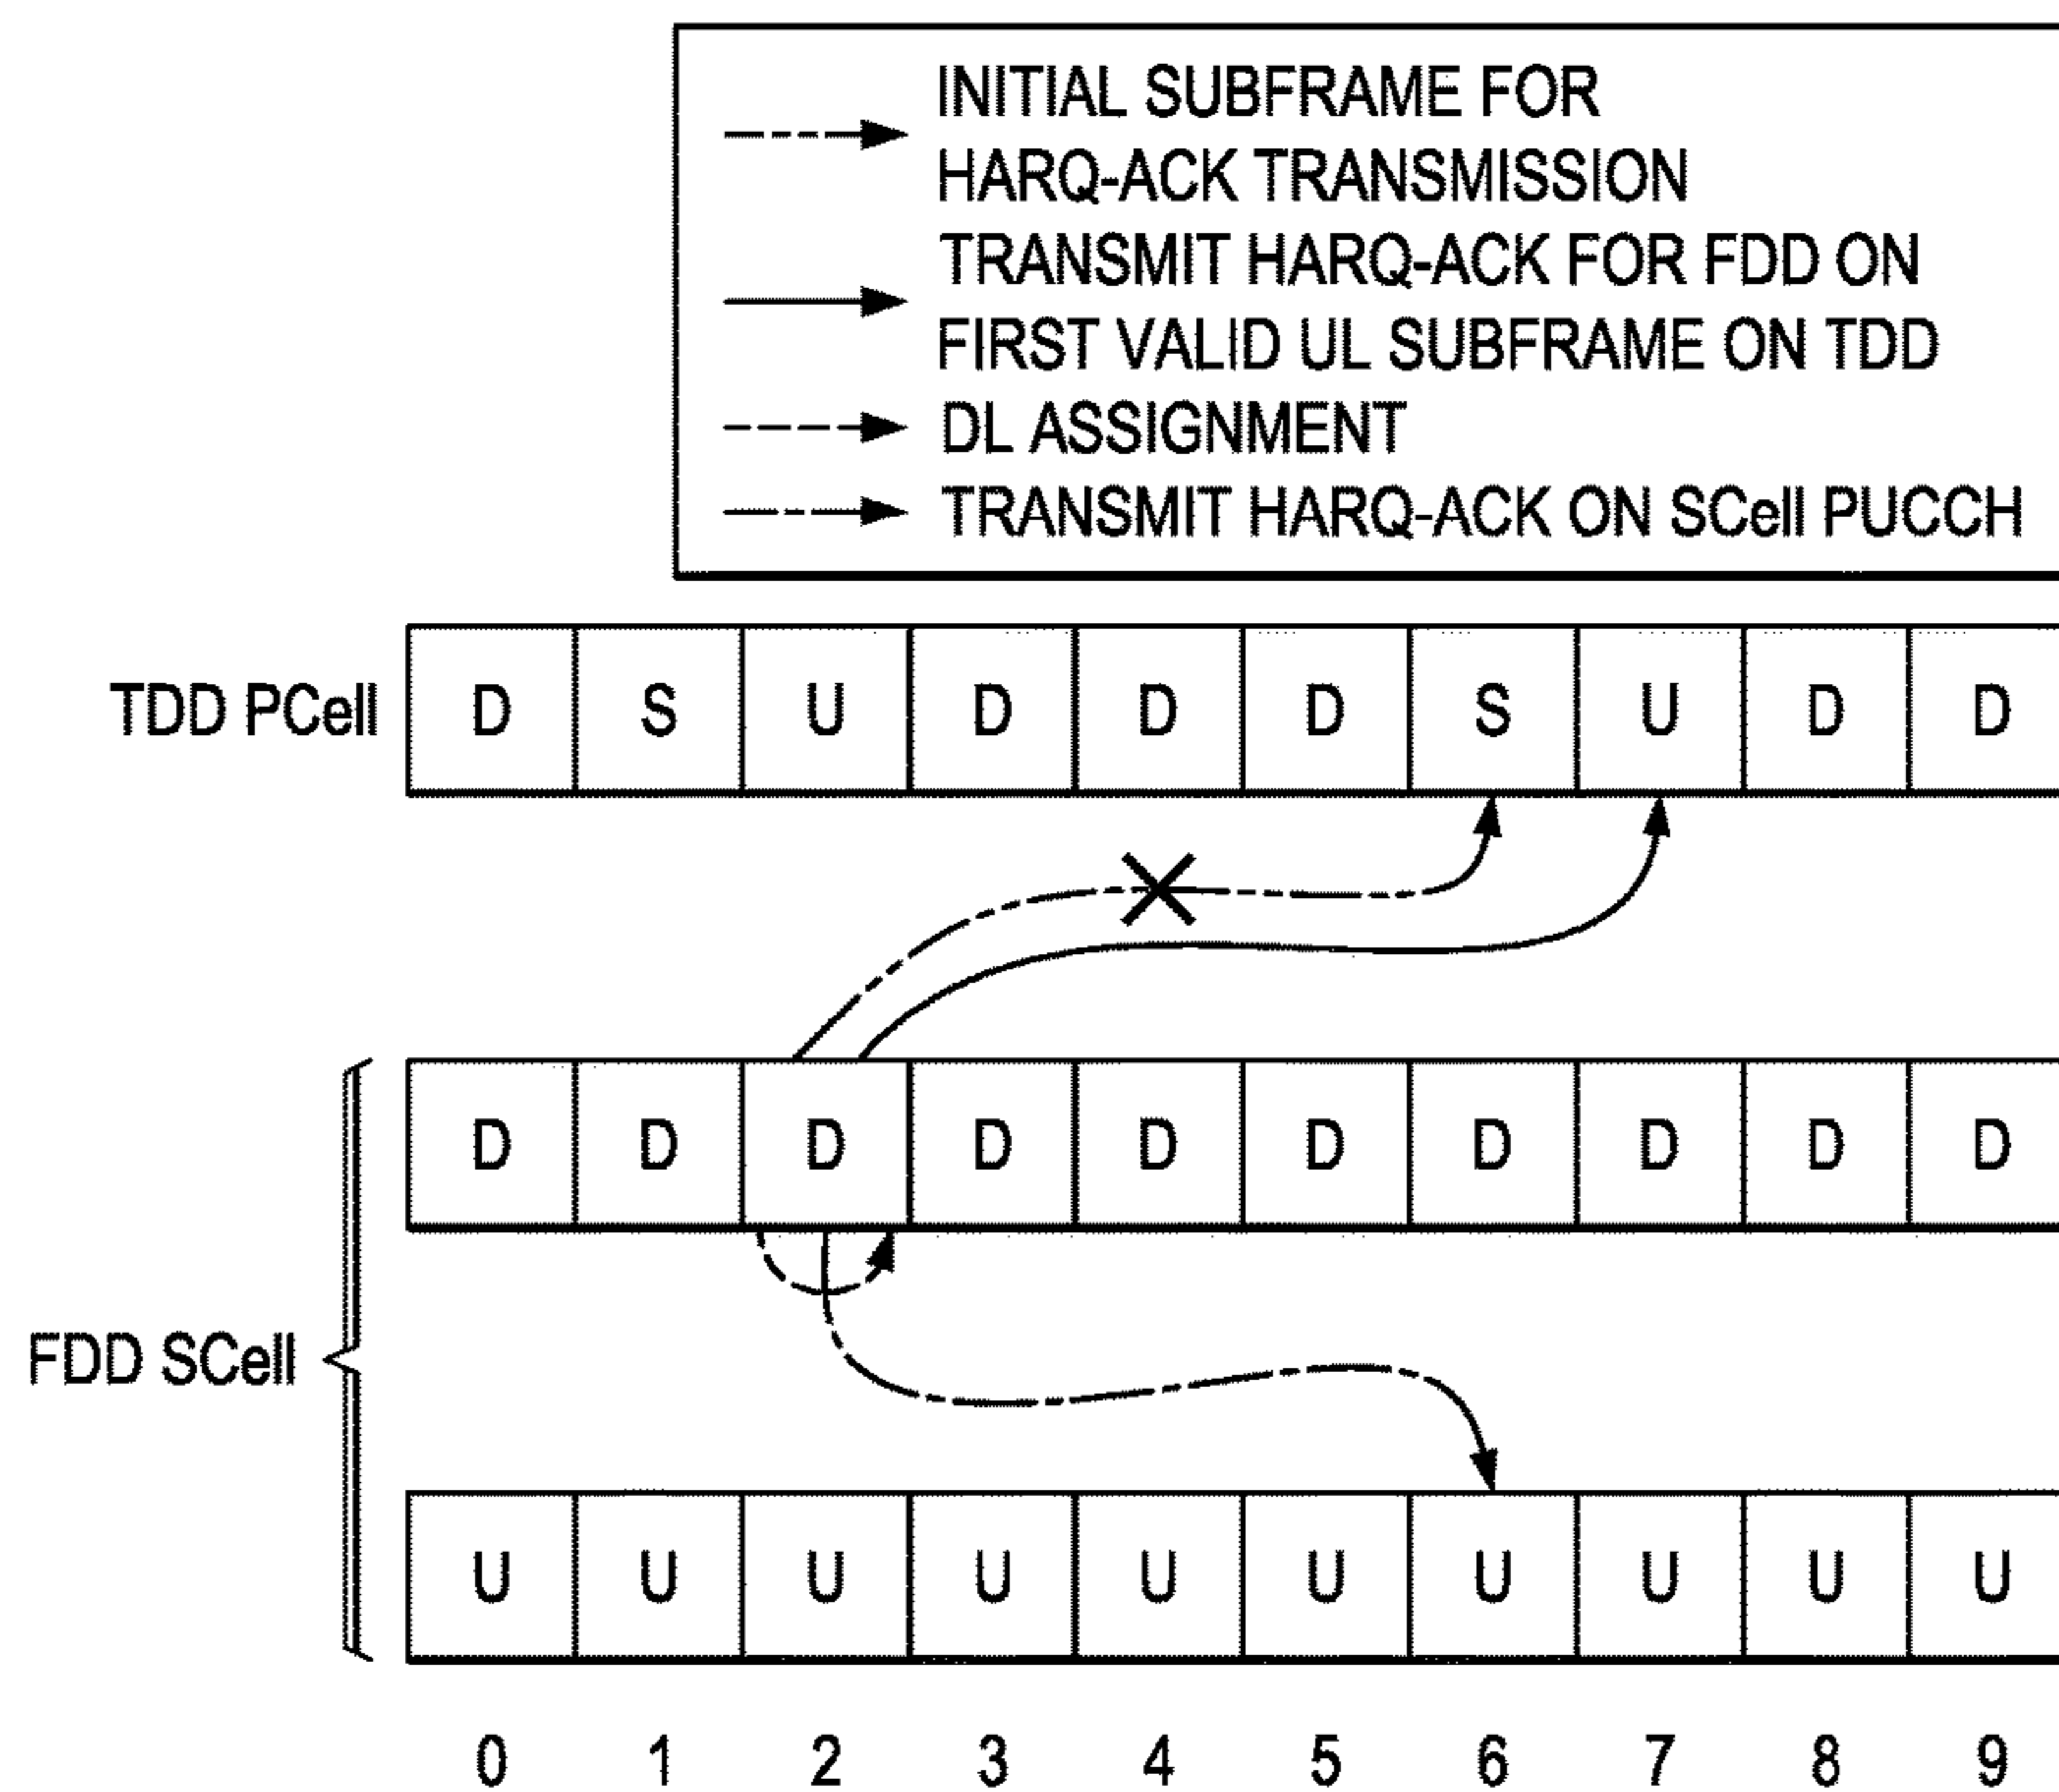 INITIAL SUBFRAME FOR
HARQ-ACK TRANSMISSION
TRANSMIT HARQ-ACK FOR FDD ON
FIRST VALID UL SUBFRAME ON TDD
DL ASSIGNMENT
TRANSMIT HARQ-ACK ON SCell PUCCH
TDD PCell D S U D D D S U D D
D D D D D D D D D D
FDD SCell
U U U U U U U U U U
0 1 2 3 4 5 6 7 8 9